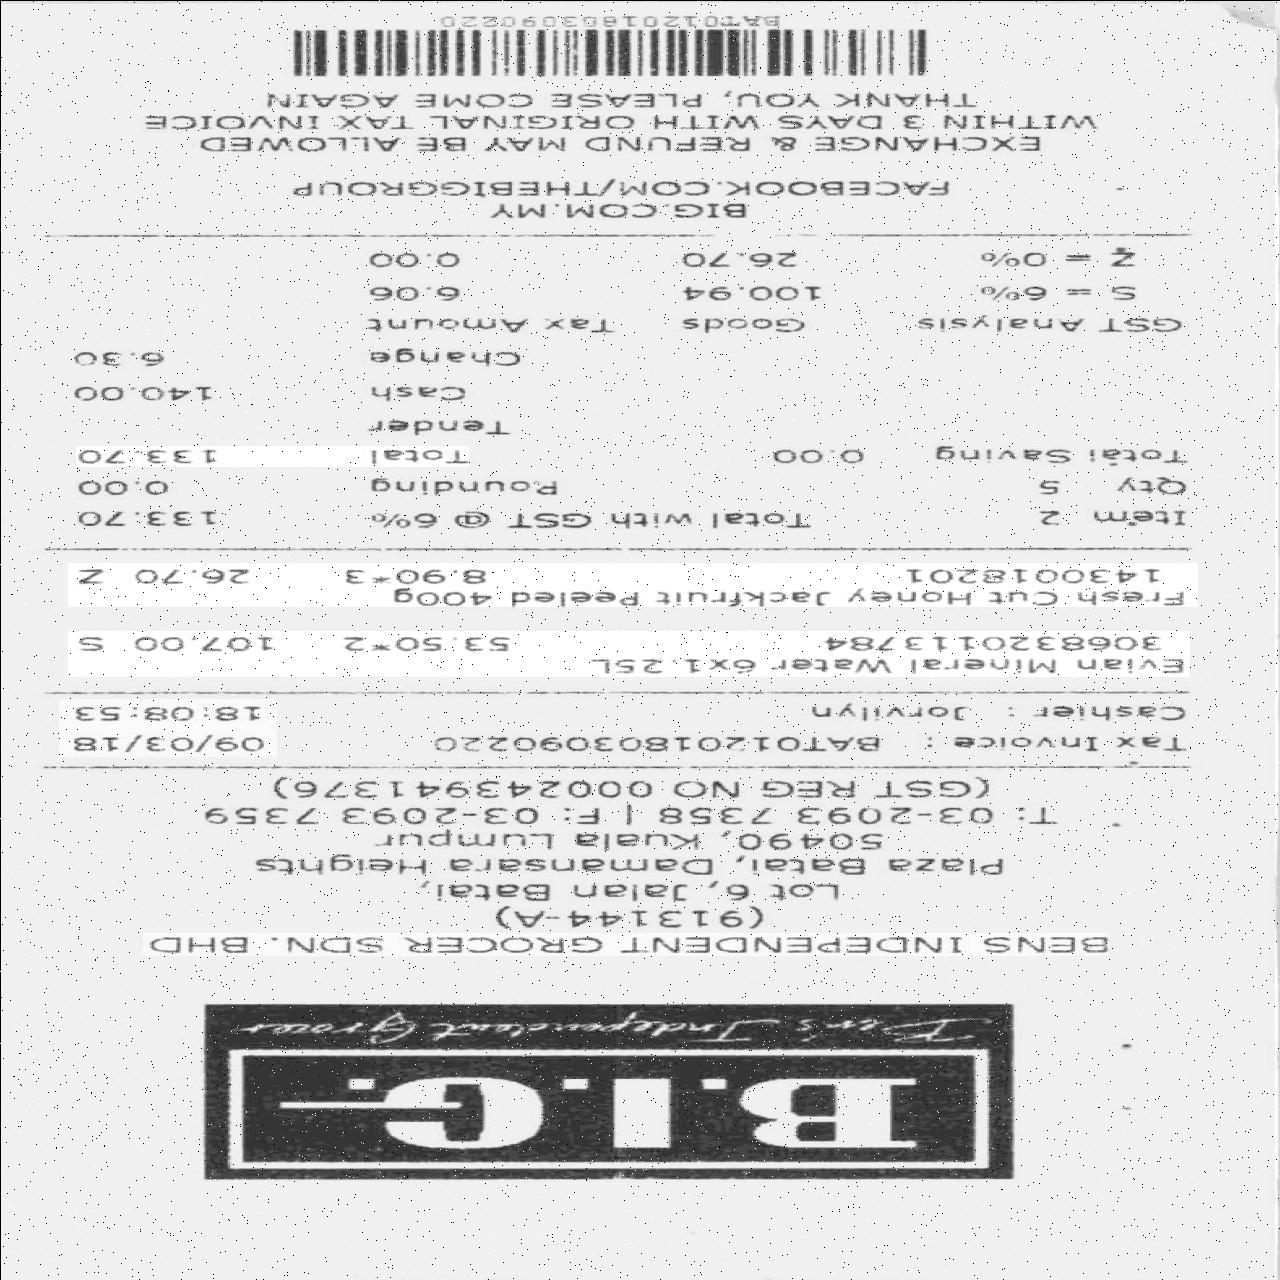 B.I.G.
Ben's Independent Grocer
BENS INDEPENDENT GROCER SDN. BHD
(913144-A)
Lot 6, Jalan Batai,
Plaza Batai, Damansara Heights
50490, Kuala Lumpur
T: 03-2093 7358 | F: 03-2093 7359
(GST REG NO 000243941376)
Tax Invoice : BAT01201803090220 09/03/18
Cashier : Jorvilyn 18:08:53
Evian Mineral Water 6x1.25L
3068320113784 53.50*2 107.00 S
Fresh Cut Honey Jackfruit Peeled 400g
1430018201 8.90*3 26.70 Z
Item 2 Total with GST @ 6% 133.70
Qty 5 Rounding 0.00
Total Saving 0.00 Total 133.70
Tender
Cash 140.00
Change 6.30
GST Analysis Goods Tax Amount
S = 6% 100.94 6.06
Z = 0% 26.70 0.00
BIG.COM.MY
FACEBOOK.COM/THEBIGGROUP
EXCHANGE & REFUND MAY BE ALLOWED
WITHIN 3 DAYS WITH ORIGINAL TAX INVOICE
THANK YOU, PLEASE COME AGAIN
BAT01201803090220